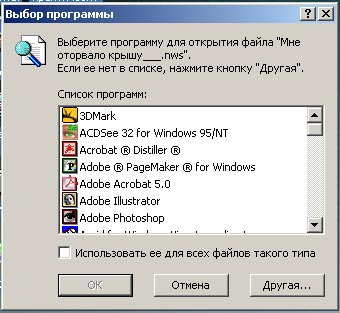 Выбор программы
Выберите программу для открытия файла "Мне
оторвало крышу___.nws".
Если ее нет в списке, нажмите кнопку "Другая".
Список программ:
3DMark
ACDSee 32 for Windows 95/NT
Acrobat ® Distiller ®
Adobe ® PageMaker ® for Windows
Adobe Acrobat 5.0
Adobe Illustrator
Adobe Photoshop
Использовать ее для всех файлов такого типа
OK
Отмена
Другая...